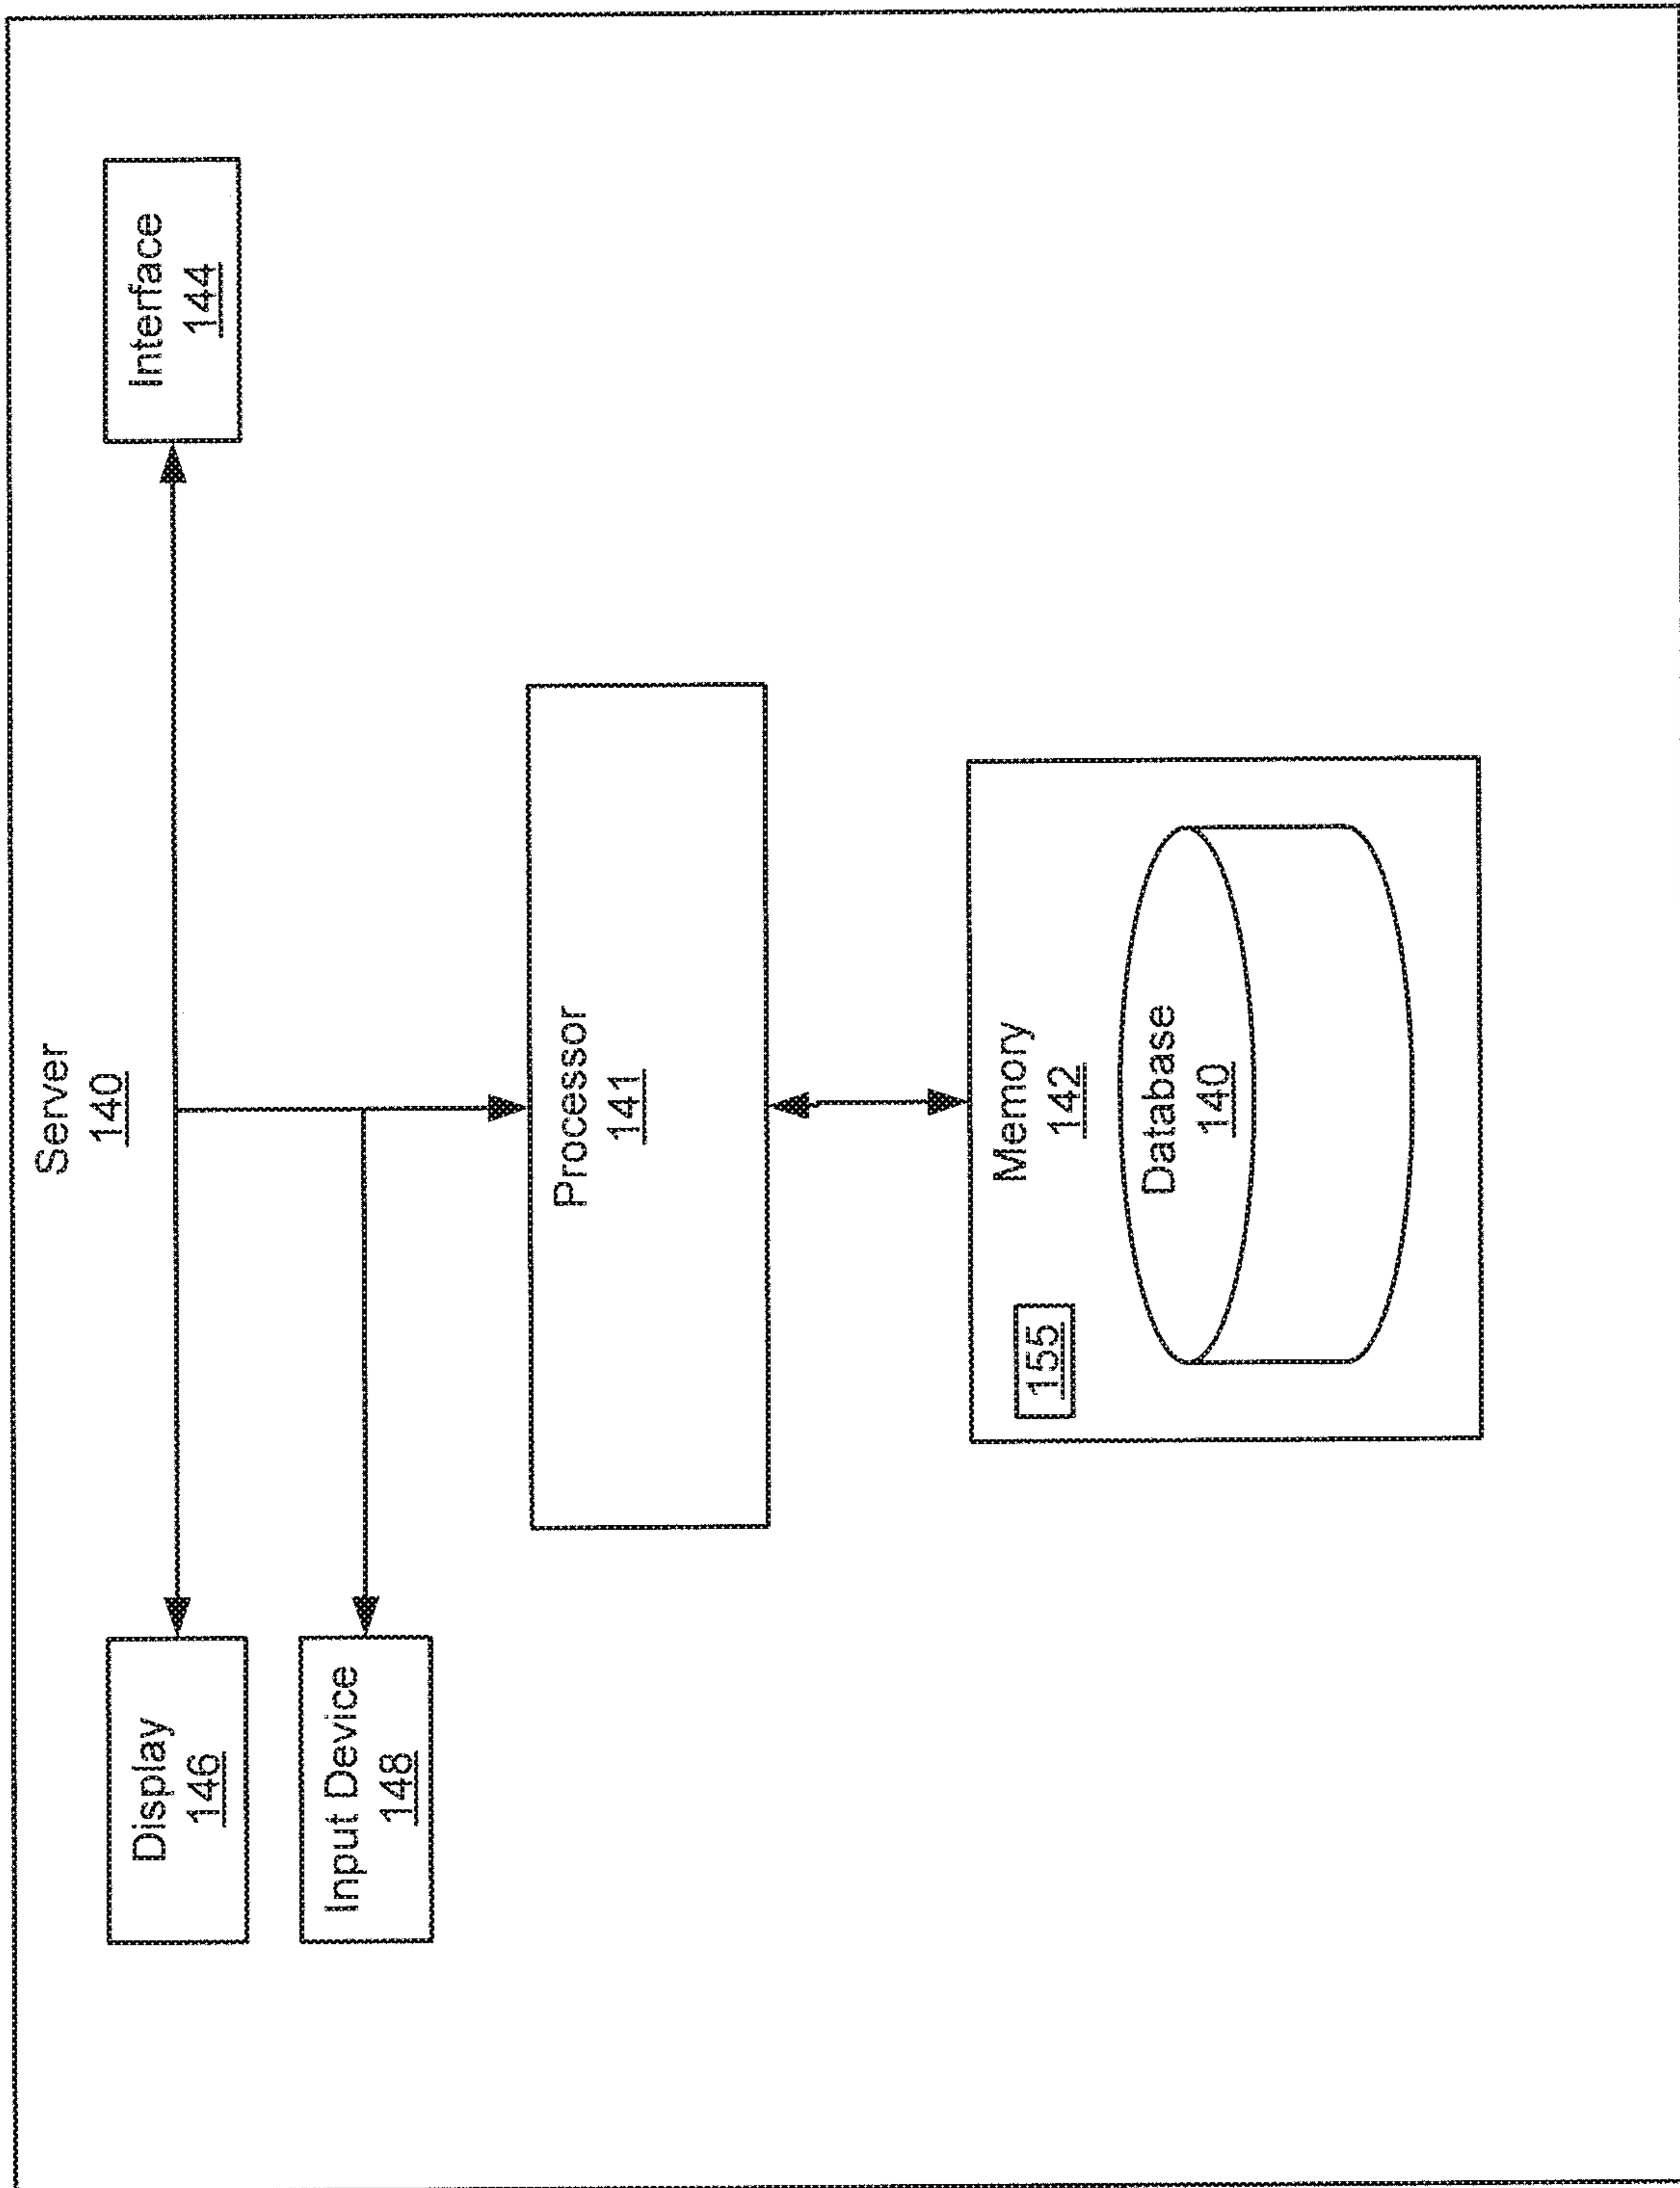 Server
140
Display
146
Interface
144
Input Device
148
Processor
141
155
Memory
142
Database
140